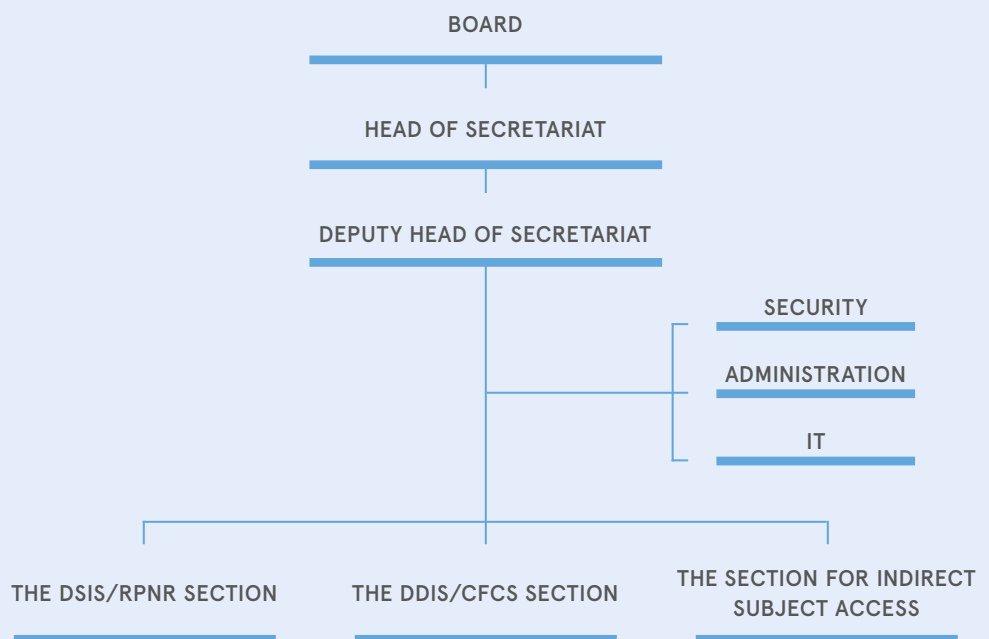 BOARD
HEAD OF SECRETARIAT
DEPUTY HEAD OF SECRETARIAT
SECURITY
ADMINISTRATION
IT
THE DSIS/RPNR SECTION
THE DDIS/CFCS SECTION
THE SECTION FOR INDIRECT
SUBJECT ACCESS